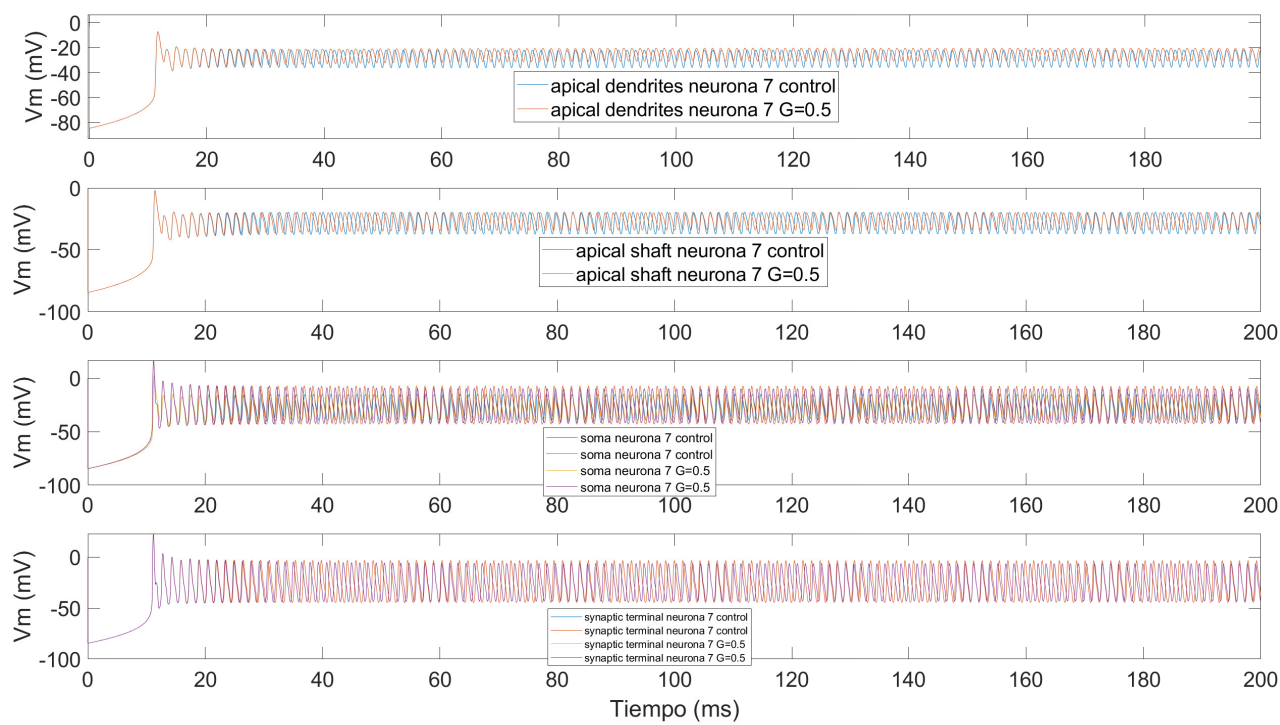 0
-20
-40
-60
-80
Vm (mV)
apical dendrites neurona 7 control
apical dendrites neurona 7 G=0.5
0 20 40 60 80 100 120 140 160 180
0
-50
-100
Vm (mV)
apical shaft neurona 7 control
apical shaft neurona 7 G=0.5
0 20 40 60 80 100 120 140 160 180 200
0
-50
-100
Vm (mV)
soma neurona 7 control
soma neurona 7 control
soma neurona 7 G=0.5
soma neurona 7 G=0.5
0 20 40 60 80 100 120 140 160 180 200
0
-50
-100
Vm (mV)
synaptic terminal neurona 7 control
synaptic terminal neurona 7 control
synaptic terminal neurona 7 G=0.5
synaptic terminal neurona 7 G=0.5
0 20 40 60 80 100 120 140 160 180 200
Tiempo (ms)